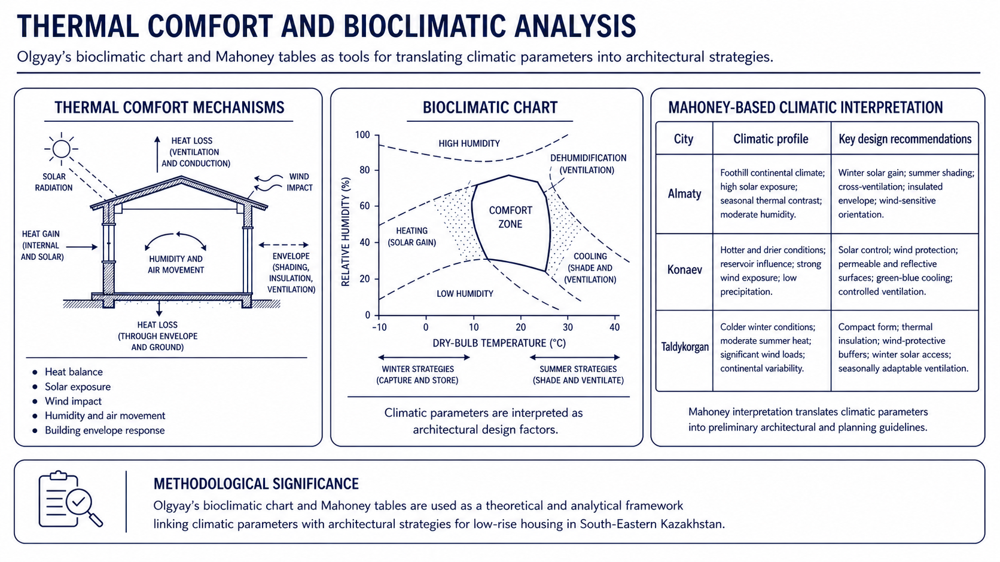 THERMAL COMFORT AND BIOCLIMATIC ANALYSIS
Olgyay's bioclimatic chart and Mahoney tables as tools for translating climatic parameters into architectural strategies.
THERMAL COMFORT MECHANISMS
HEAT LOSS
(VENTILATION
AND CONDUCTION)
SOLAR
RADIATION
WIND
IMPACT
HEAT GAIN
(INTERNAL
AND SOLAR)
HUMIDITY AND
AIR MOVEMENT
ENVELOPE
(SHADING,
INSULATION,
VENTILATION)
HEAT LOSS
(THROUGH ENVELOPE
AND GROUND)
● Heat balance
● Solar exposure
● Wind impact
● Humidity and air movement
● Building envelope response
BIOCLIMATIC CHART
RELATIVE HUMIDITY (%)
100
80
60
40
20
0
HIGH HUMIDITY
DEHUMIDIFICATION
(VENTILATION)
COMFORT
ZONE
HEATING
(SOLAR GAIN)
COOLING
(SHADE AND
(VENTILATION)
LOW HUMIDITY
-10 0 10 20 30 40
DRY-BULB TEMPERATURE (°C)
WINTER STRATEGIES
(CAPTURE AND STORE)
SUMMER STRATEGIES
(SHADE AND VENTILATE)
Climatic parameters are interpreted as
architectural design factors.
MAHONEY-BASED CLIMATIC INTERPRETATION
City Climatic profile Key design recommendations
Almaty
Foothill continental climate;
high solar exposure;
seasonal thermal contrast;
moderate humidity.
Winter solar gain; summer shading;
cross-ventilation; insulated
envelope; wind-sensitive
orientation.
Konaev
Hotter and drier conditions;
reservoir influence; strong
wind exposure; low
precipitation.
Solar control; wind protection;
permeable and reflective
surfaces; green-blue cooling;
controlled ventilation.
Taldykorgan
Colder winter conditions;
moderate summer heat;
significant wind loads;
continental variability.
Compact form; thermal
insulation; wind-protective
buffers; winter solar access;
seasonally adaptable ventilation.
Mahoney interpretation translates climatic parameters
into preliminary architectural and planning guidelines.
METHODOLOGICAL SIGNIFICANCE
Olgyay's bioclimatic chart and Mahoney tables are used as a theoretical and analytical framework
linking climatic parameters with architectural strategies for low-rise housing in South-Eastern Kazakhstan.